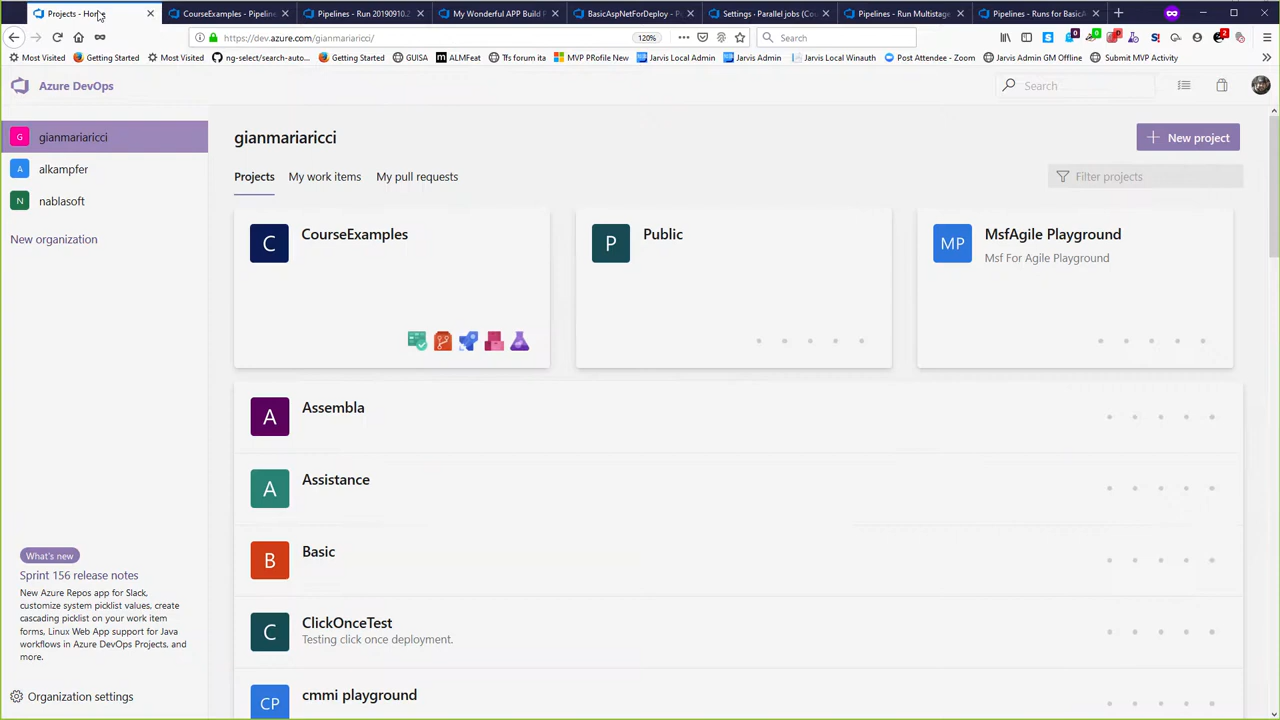 Projects - Home
CourseExamples - Pipeline
Pipelines - Run 20190910.2
My Wonderful APP Build P
BasicAspNetForDeploy - P
Settings - Parallel jobs (Cou
Pipelines - Run Multistage
Pipelines - Runs for BasicA
https://dev.azure.com/gianmariaricci/
120%
Search
Most Visited
Getting Started
Most Visited
ng-select/search-auto...
Getting Started
GUISA
ALMFeat
Tfs forum ita
MVP PRofile New
Jarvis Local Admin
Jarvis Admin
Jarvis Local Winauth
Post Attendee - Zoom
Jarvis Admin GM Offline
Submit MVP Activity
Azure DevOps
Search
G gianmariaricci
A alkampfer
N nablasoft
New organization
gianmariaricci
New project
Projects
My work items
My pull requests
Filter projects
C CourseExamples
P Public
MP MsfAgile Playground
Msf For Agile Playground
A Assembla
A Assistance
B Basic
C ClickOnceTest
Testing click once deployment.
CP cmmi playground
What's new
Sprint 156 release notes
New Azure Repos app for Slack,
customize system picklist values, create
cascading picklist on your work item
forms, Linux Web App support for Java
workflows in Azure DevOps Projects, and
more.
Organization settings